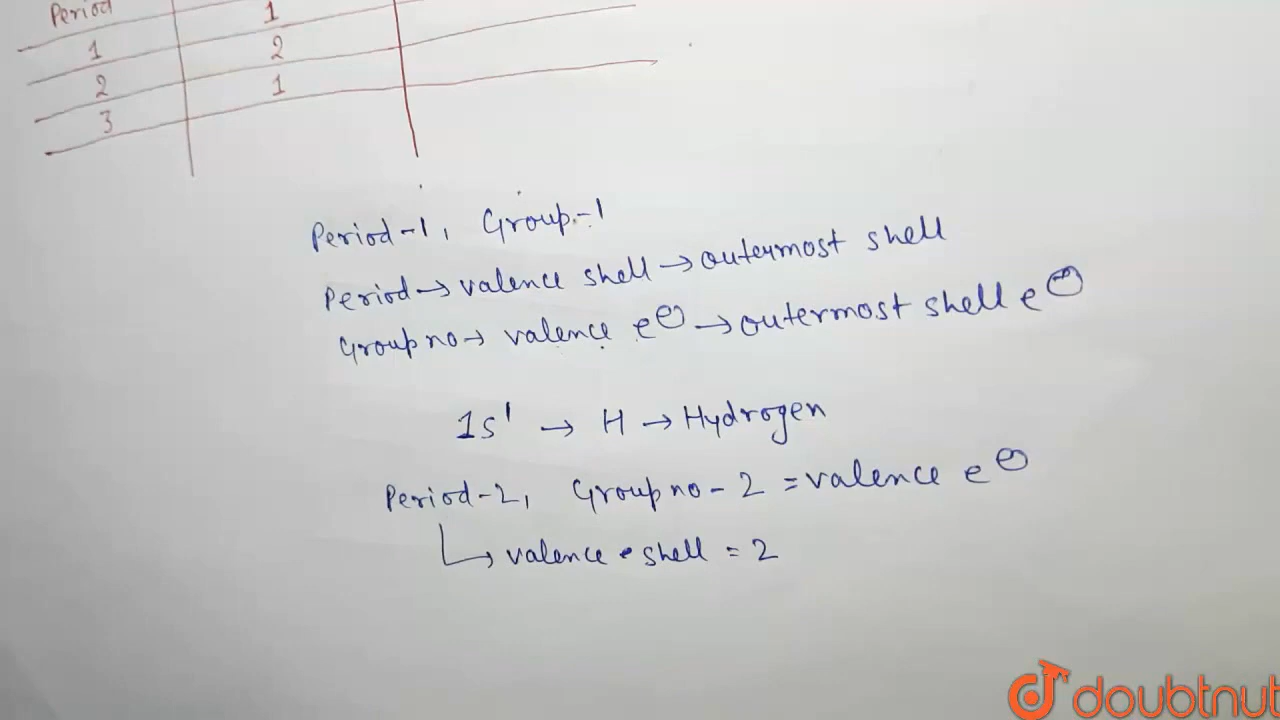 Period
1
1
2
2
1
3
Period-1, Group-1
Period → valence shell → outermost shell
Group no → valence e⊖ → outermost shell e⊖
1s¹ → H → Hydrogen
Period-2, Group no - 2 = valence e⊖
↳ valence shell = 2
doubtnut